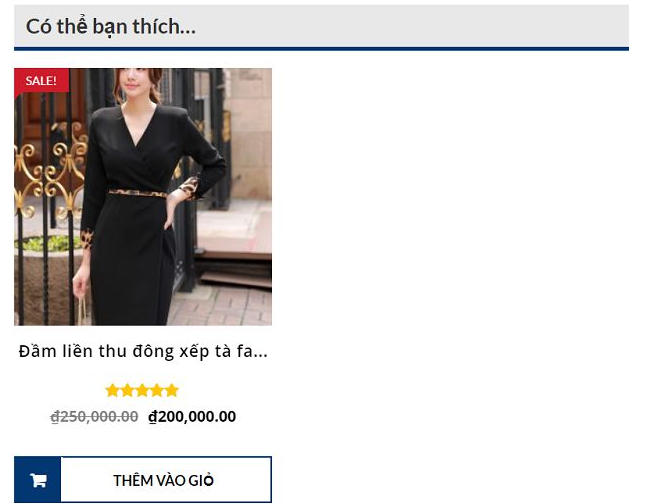 Có thể bạn thích...
SALE!
Đầm liền thu đông xếp tà fa...
₫250,000.00 ₫200,000.00
THÊM VÀO GIỎ